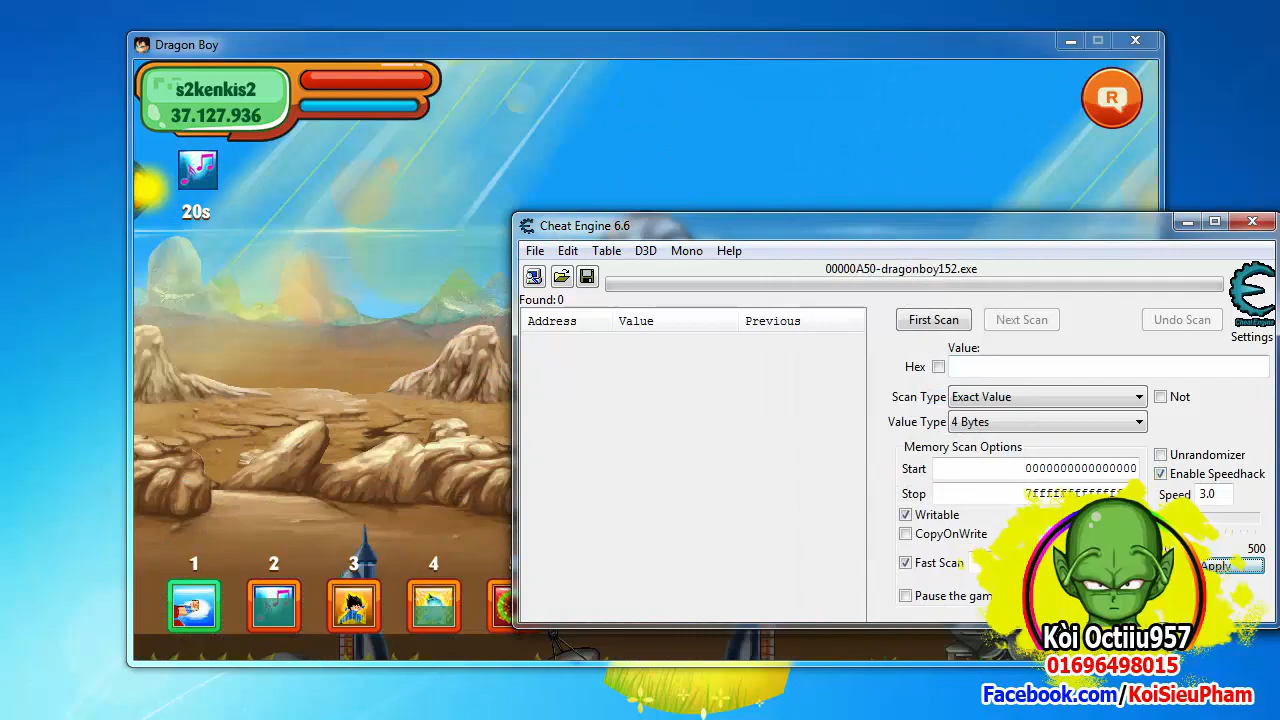 Dragon Boy
s2kenkis2
37.127.936
R
20s
Cheat Engine 6.6
File Edit Table D3D Mono Help
00000A50-dragonboy152.exe
Found:0
Address Value Previous
First Scan Next Scan Undo Scan
Cheat Engine
Settings
Value:
Hex
Scan Type Exact Value Not
Value Type 4 Bytes
Memory Scan Options
Start 0000000000000000
Unrandomizer
Enable Speedhack
Stop
Speed 3.0
Writable
CopyOnWrite
500
Fast Scan
Apply
Pause the gam
1 2 3 4
Kòi Octiiu957
01696498015
Facebook.com/KoiSieuPham